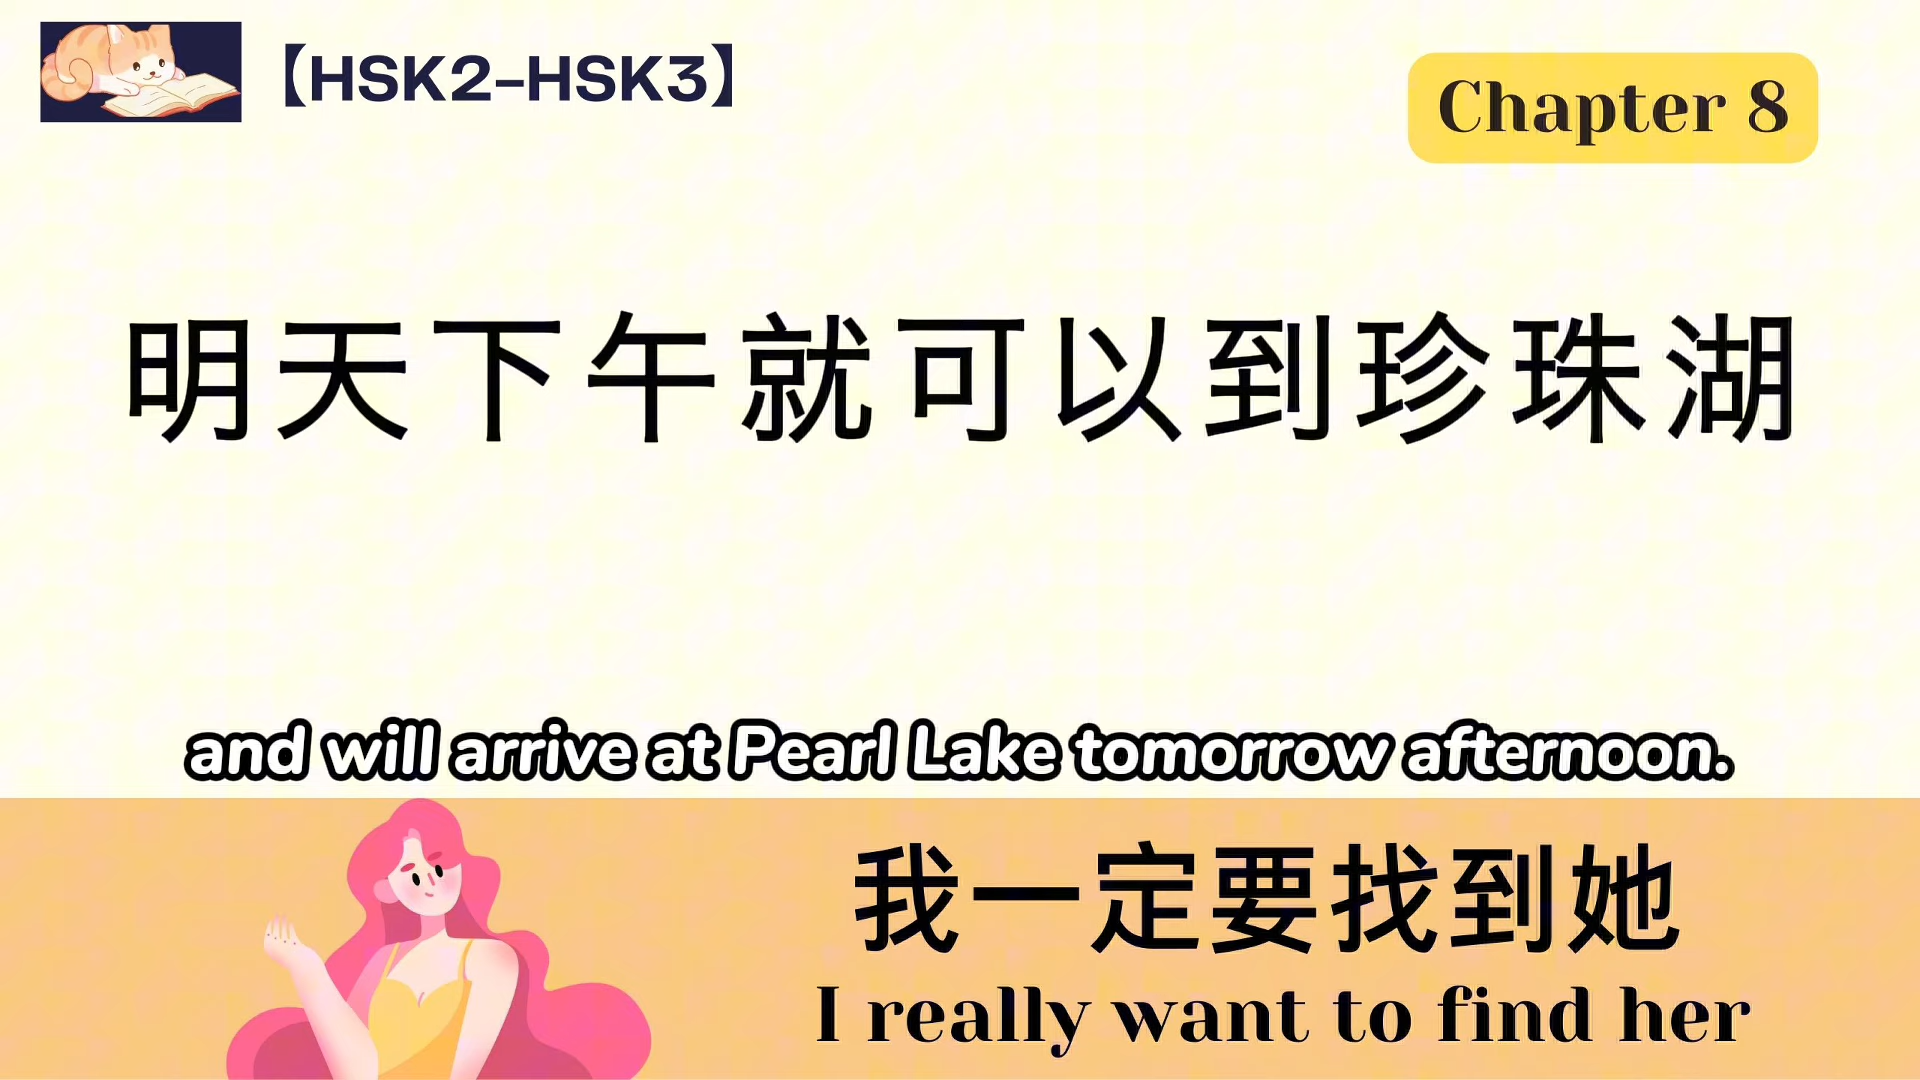 【HSK2-HSK3】
Chapter 8
明天下午就可以到珍珠湖
and will arrive at Pearl Lake tomorrow afternoon.
我一定要找到她
I really want to find her